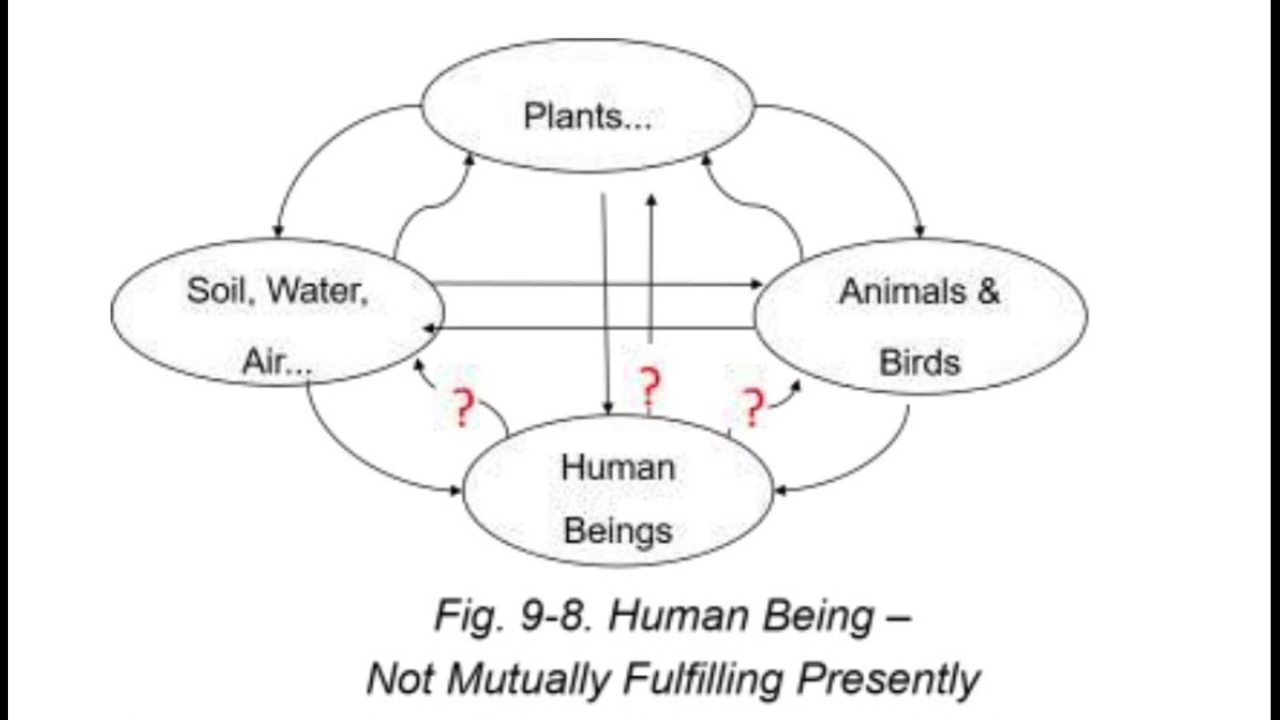 Plants...
Soil, Water,
Air...
Animals &
Birds
?
?
?
Human
Beings
Fig. 9-8. Human Being –
Not Mutually Fulfilling Presently